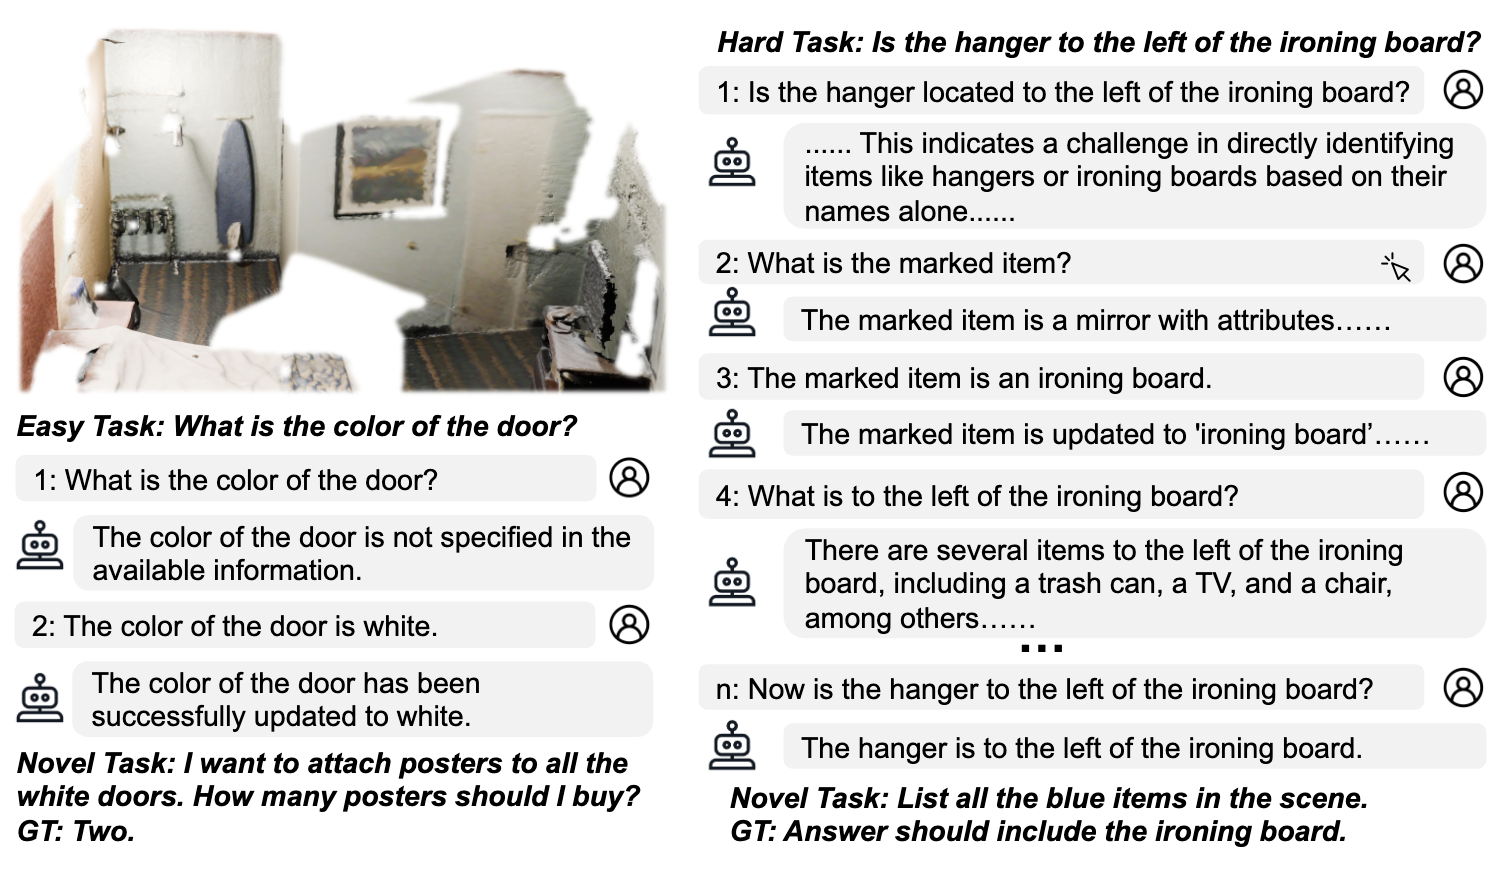 Easy Task: What is the color of the door?
1: What is the color of the door?
The color of the door is not specified in the
available information.
2: The color of the door is white.
The color of the door has been
successfully updated to white.
Novel Task: I want to attach posters to all the
white doors. How many posters should I buy?
GT: Two.
Hard Task: Is the hanger to the left of the ironing board?
1: Is the hanger located to the left of the ironing board?
...... This indicates a challenge in directly identifying
items like hangers or ironing boards based on their
names alone......
2: What is the marked item?
The marked item is a mirror with attributes……
3: The marked item is an ironing board.
The marked item is updated to 'ironing board’……
4: What is to the left of the ironing board?
There are several items to the left of the ironing
board, including a trash can, a TV, and a chair,
among others……
...
n: Now is the hanger to the left of the ironing board?
The hanger is to the left of the ironing board.
Novel Task: List all the blue items in the scene.
GT: Answer should include the ironing board.